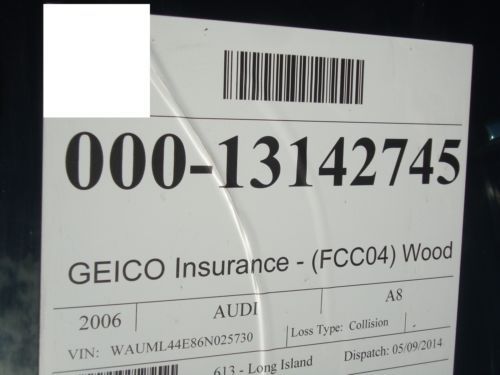 000-13142745
GEICO Insurance - (FCC04) Wood
2006 AUDI A8
VIN: WAUML44E86N025730 Loss Type: Collision
613 - Long Island Dispatch: 05/09/2014